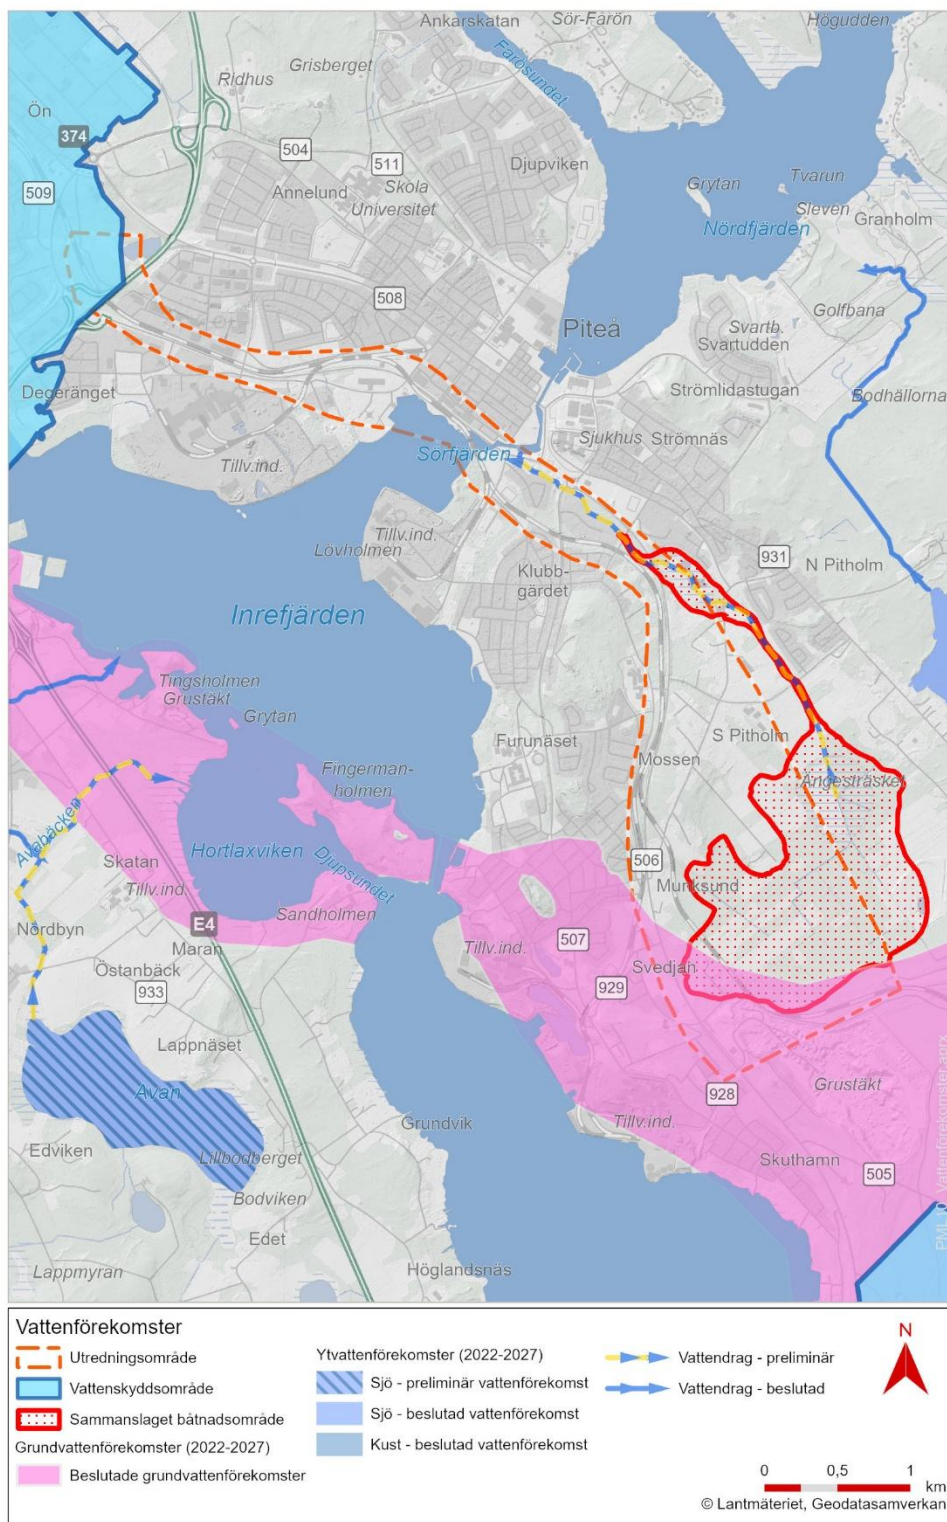 Ankarskatan
Sör-Fårön
Högudden
Fårösundet
Grisberget
Ridhus
Ön
374
504
511
Djupviken
509
Annelund
Skola
Universitet
Grytan
Tvarun
Sleven
Granholm
Nördfjärden
508
Golfbana
Piteå
Svartb.
Svartudden
Degeränget
Strömlidastugan
Bodhällorna
Sjukhus
Strömnäs
Sörfjärden
Tillv.ind.
Tillv.ind.
Lövholmen
931
N Pitholm
Klubb-
gärdet
Inrefjärden
Tingsholmen
Grustäkt
Grytan
S Pitholm
Furunäset
Mossen
Fingerman-
holmen
Ängesträsket
Avabäcken
Hortlaxviken
Djupsundet
506
Skatan
Munksund
Tillv.ind.
Sandholmen
E4
Nördbyn
Maran
Tillv.ind.
507
Svedjan
Östanbäck
933
929
Lappnäset
Avan
928
Grustäkt
Grundvik
Tillv.ind.
Edviken
Lillbodberget
Skuthamn
505
Bodviken
Edet
Lappmyran
Höglandsnäs
Vattenförekomster
Utredningsområde
Vattenskyddsområde
Sammanslaget båtnadsområde
Grundvattenförekomster (2022-2027)
Beslutade grundvattenförekomster
Ytvattenförekomster (2022-2027)
Sjö - preliminär vattenförekomst
Sjö - beslutad vattenförekomst
Kust - beslutad vattenförekomst
Vattendrag - preliminär
Vattendrag - beslutad
N
0 0,5 1
km
© Lantmäteriet, Geodatasamverkan